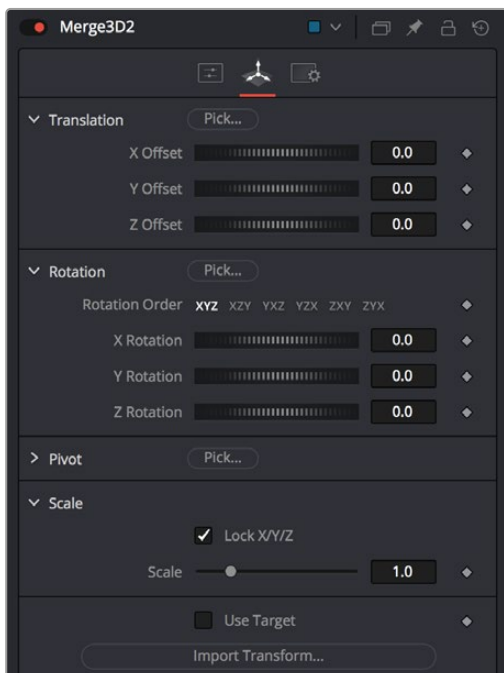 Merge3D2
Translation Pick...
X Offset 0.0
Y Offset 0.0
Z Offset 0.0
Rotation Pick...
Rotation Order XYZ XZY YXZ YZX ZXY ZYX
X Rotation 0.0
Y Rotation 0.0
Z Rotation 0.0
Pivot Pick...
Scale
Lock X/Y/Z
Scale 1.0
Use Target
Import Transform...